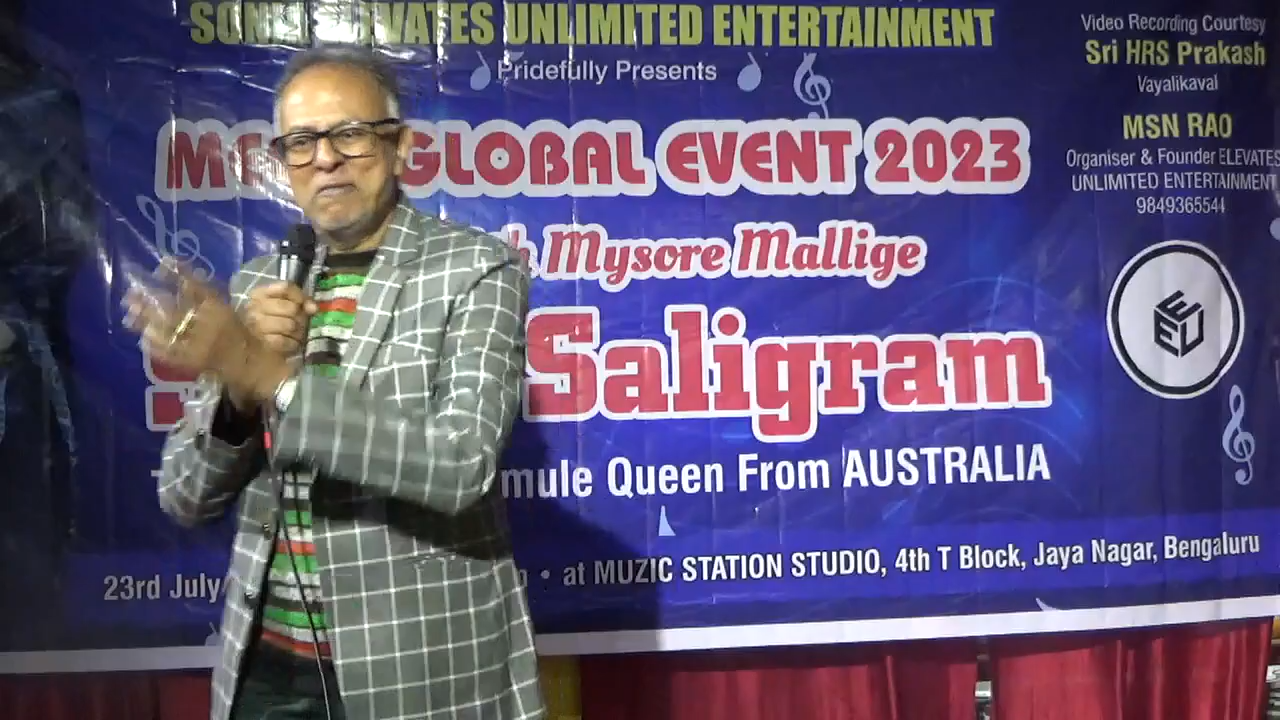 UNLIMITED ENTERTAINMENT
Pridefully Presents
GLOBAL EVENT 2023
Mysore Mallige
Saligram
Queen From AUSTRALIA
23rd July
• at MUZIC STATION STUDIO, 4th T Block, Jaya Nagar, Bengaluru
Video Recording Courtesy
Sri HRS Prakash
Vayalikaval
MSN RAO
Organiser & Founder ELEVATES
UNLIMITED ENTERTAINMENT
9849365544
EEU